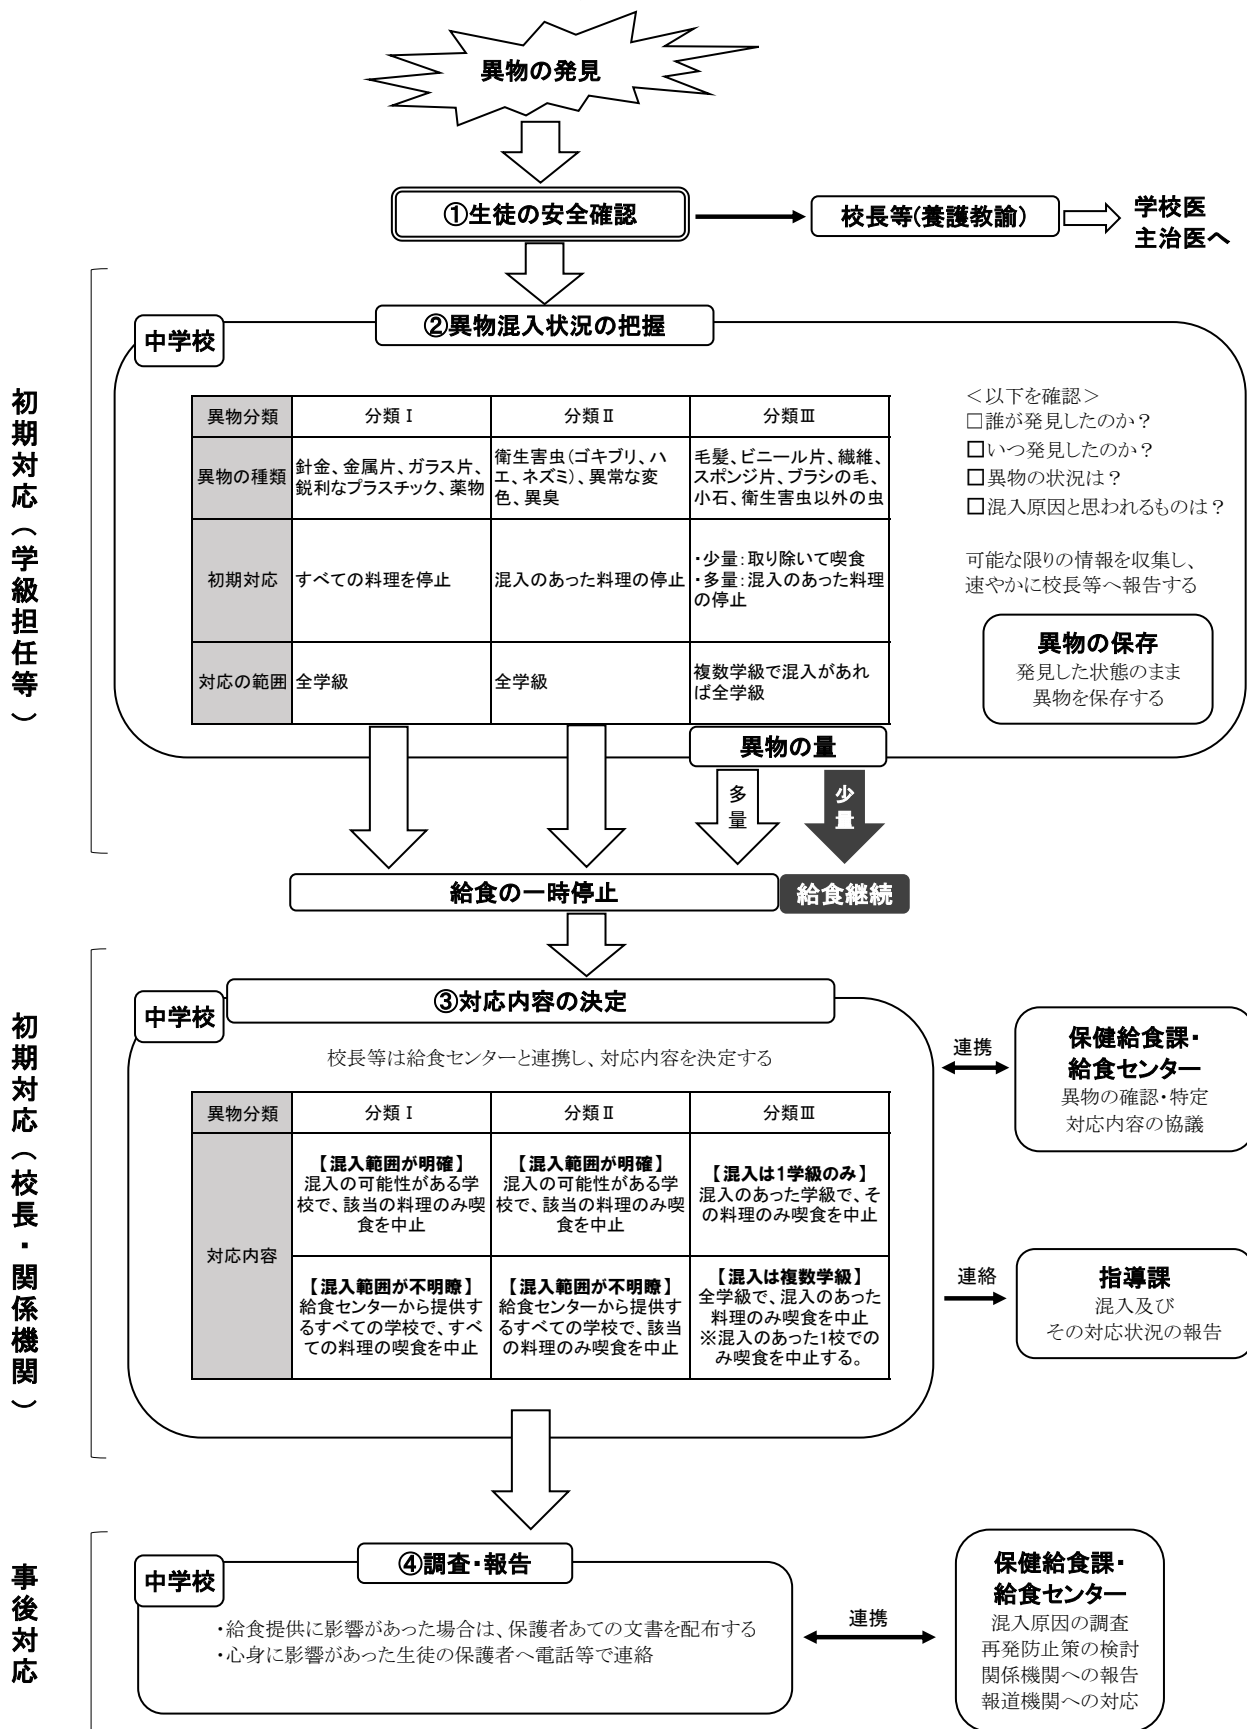 異物の発見
①生徒の安全確認
校長等(養護教諭)
学校医
主治医へ
初期対応(学級担任等)
中学校
②異物混入状況の把握
異物分類
分類Ⅰ
分類Ⅱ
分類Ⅲ
異物の種類
針金、金属片、ガラス片、
鋭利なプラスチック、薬物
衛生害虫(ゴキブリ、ハ
エ、ネズミ)、異常な変
色、異臭
毛髪、ビニール片、繊維、
スポンジ片、ブラシの毛、
小石、衛生害虫以外の虫
初期対応
すべての料理を停止
混入のあった料理の停止
・少量:取り除いて喫食
・多量:混入のあった料理
の停止
対応の範囲
全学級
全学級
複数学級で混入があれ
ば全学級
<以下を確認>
□誰が発見したのか?
□いつ発見したのか?
□異物の状況は?
□混入原因と思われるものは?
可能な限りの情報を収集し、
速やかに校長等へ報告する
異物の保存
発見した状態のまま
異物を保存する
異物の量
多量
少量
給食の一時停止
給食継続
初期対応(校長・関係機関)
中学校
③対応内容の決定
校長等は給食センターと連携し、対応内容を決定する
異物分類
分類Ⅰ
分類Ⅱ
分類Ⅲ
対応内容
【混入範囲が明確】
混入の可能性がある学
校で、該当の料理のみ喫
食を中止
【混入範囲が明確】
混入の可能性がある学
校で、該当の料理のみ喫
食を中止
【混入は1学級のみ】
混入のあった学級で、そ
の料理のみ喫食を中止
【混入範囲が不明瞭】
給食センターから提供す
るすべての学校で、すべ
ての料理の喫食を中止
【混入範囲が不明瞭】
給食センターから提供す
るすべての学校で、該当
の料理のみ喫食を中止
【混入は複数学級】
全学級で、混入のあった
料理のみ喫食を中止
※混入のあった1校での
み喫食を中止する。
連携
保健給食課・
給食センター
異物の確認・特定
対応内容の協議
連絡
指導課
混入及び
その対応状況の報告
事後対応
中学校
④調査・報告
・給食提供に影響があった場合は、保護者あての文書を配布する
・心身に影響があった生徒の保護者へ電話等で連絡
連携
保健給食課・
給食センター
混入原因の調査
再発防止策の検討
関係機関への報告
報道機関への対応